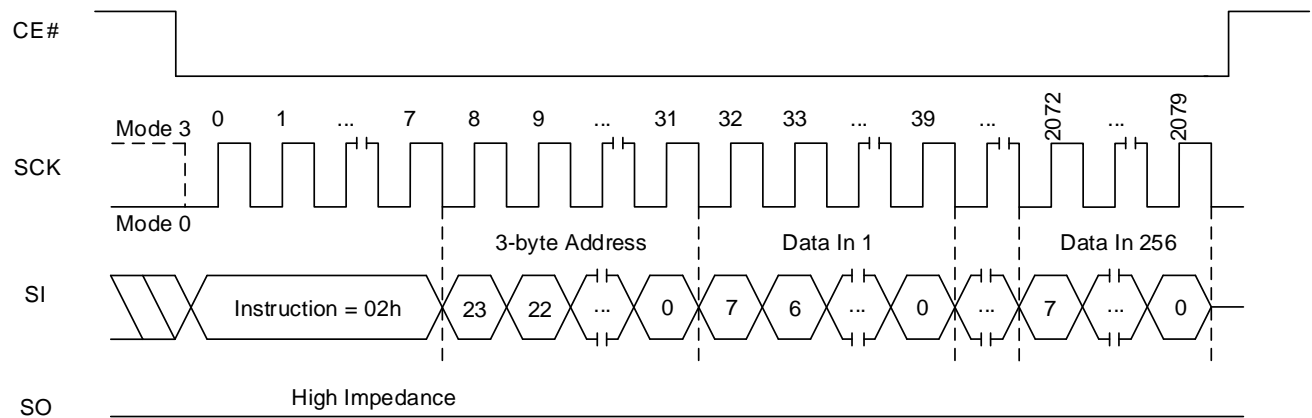 CE#
0 1 ... 7 8 9 ... 31 32 33 ... 39 ... 2072 ... 2079
Mode 3
SCK
Mode 0
3-byte Address Data In 1 Data In 256
SI Instruction = 02h 23 22 ... 0 7 6 ... 0 ... 7 ... 0
High Impedance
SO